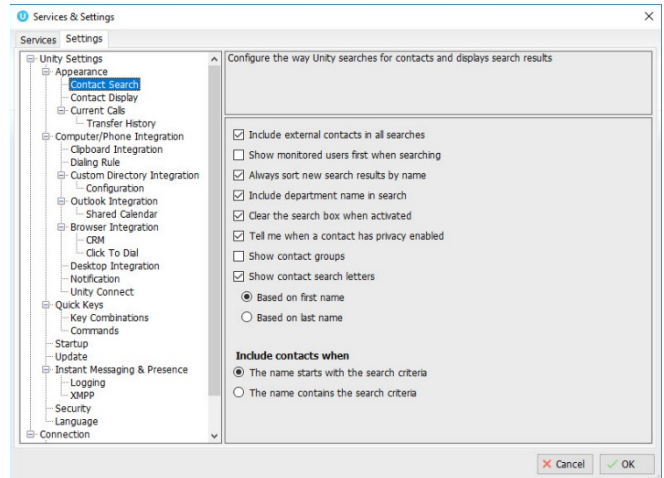 Services & Settings
Services Settings
Unity Settings
Appearance
Contact Search
Contact Display
Current Calls
Transfer History
Computer/Phone Integration
Clipboard Integration
Dialing Rule
Custom Directory Integration
Configuration
Outlook Integration
Shared Calendar
Browser Integration
CRM
Click To Dial
Desktop Integration
Notification
Unity Connect
Quick Keys
Key Combinations
Commands
Startup
Update
Instant Messaging & Presence
Logging
XMPP
Security
Language
Connection
Configure the way Unity searches for contacts and displays search results
Include external contacts in all searches
Show monitored users first when searching
Always sort new search results by name
Include department name in search
Clear the search box when activated
Tell me when a contact has privacy enabled
Show contact groups
Show contact search letters
Based on first name
Based on last name
Include contacts when
The name starts with the search criteria
The name contains the search criteria
Cancel OK